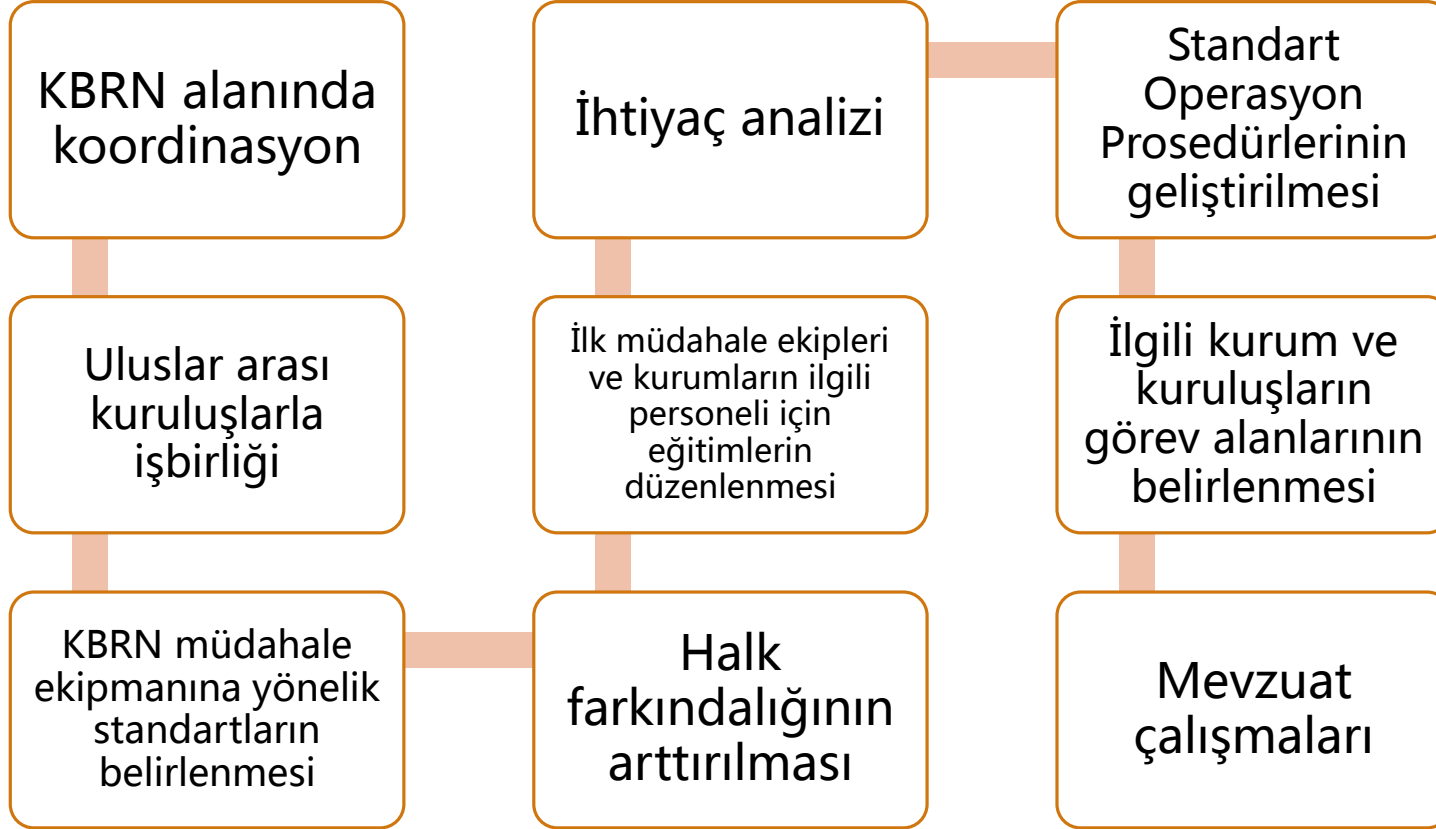 KBRN alanında
koordinasyon
Uluslar arası
kuruluşlarla
işbirliği
KBRN müdahale
ekipmanına yönelik
standartların
belirlenmesi
Halk
farkındalığının
arttırılması
İlk müdahale ekipleri
ve kurumların ilgili
personeli için
eğitimlerin
düzenlenmesi
İhtiyaç analizi
Standart
Operasyon
Prosedürlerinin
geliştirilmesi
İlgili kurum ve
kuruluşların
görev alanlarının
belirlenmesi
Mevzuat
çalışmaları